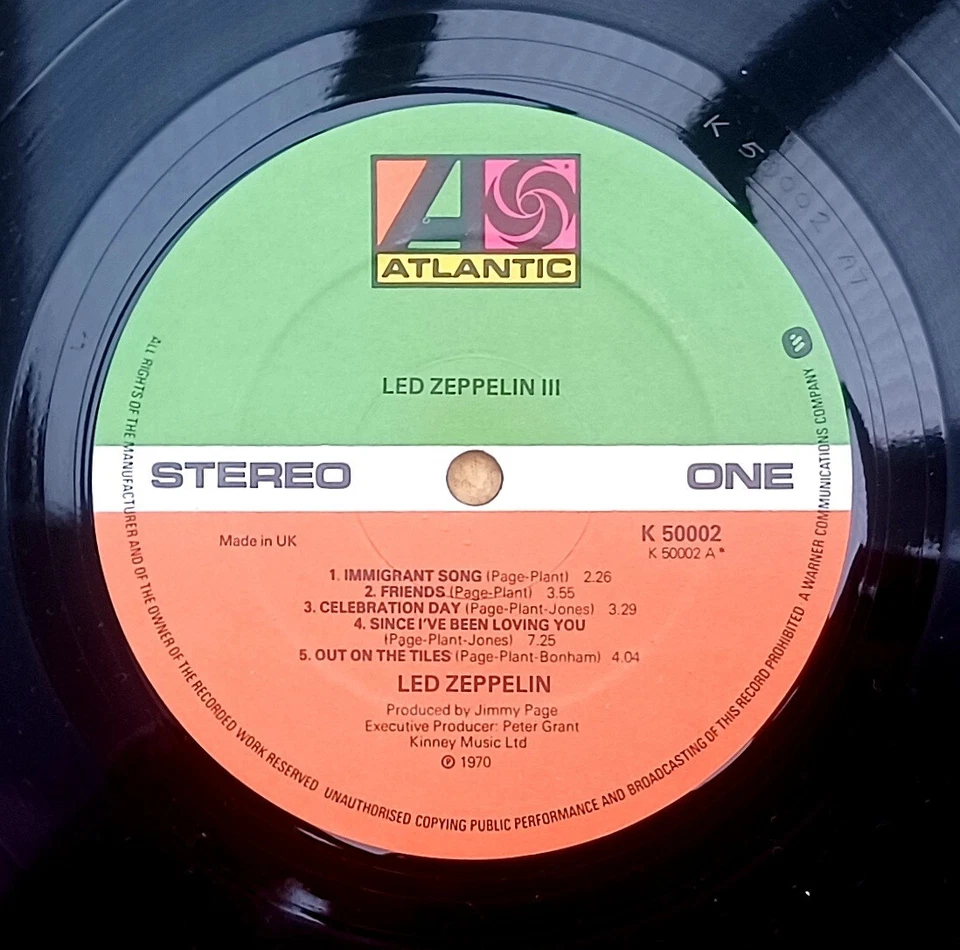 K 50002 A7
ATLANTIC
LED ZEPPELIN III
STEREO ONE
Made in UK
K 50002
K 50002 A
1. IMMIGRANT SONG (Page-Plant) 2.26
2. FRIENDS (Page-Plant) 3.55
3. CELEBRATION DAY (Page-Plant-Jones) 3.29
4. SINCE I'VE BEEN LOVING YOU
(Page-Plant-Jones) 7.25
5. OUT ON THE TILES (Page-Plant-Bonham) 4.04
LED ZEPPELIN
Produced by Jimmy Page
Executive Producer: Peter Grant
Kinney Music Ltd
℗ 1970
ALL RIGHTS OF THE MANUFACTURER AND OF THE OWNER OF THE RECORDED WORK RESERVED UNAUTHORISED COPYING PUBLIC PERFORMANCE AND BROADCASTING OF THIS RECORD PROHIBITED A WARNER COMMUNICATIONS COMPANY